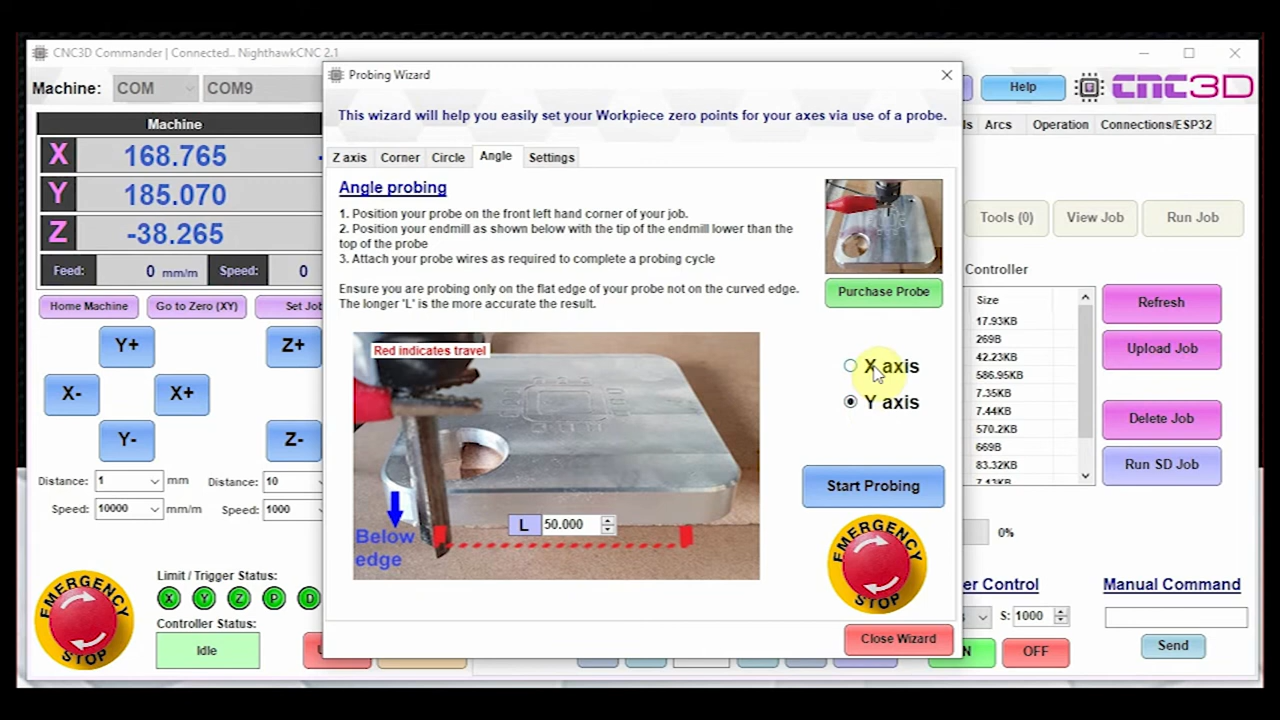 CNC3D Commander | Connected.. NighthawkCNC 2.1
Machine: COM COM9
Help
CNC3D
Machine
X 168.765
Y 185.070
Z -38.265
Feed: 0 mm/m Speed: 0
Home Machine Go to Zero (XY) Set Job
Y+ Z+
X- X+
Y- Z-
Distance: 1 mm Distance: 10
Speed: 10000 mm/m Speed: 1000
Limit / Trigger Status:
X Y Z P D
Controller Status:
Idle
EMERGENCY
STOP
Probing Wizard
This wizard will help you easily set your Workpiece zero points for your axes via use of a probe.
Z axis Corner Circle Angle Settings
Angle probing
1. Position your probe on the front left hand corner of your job.
2. Position your endmill as shown below with the tip of the endmill lower than the
top of the probe
3. Attach your probe wires as required to complete a probing cycle
Ensure you are probing only on the flat edge of your probe not on the curved edge.
The longer 'L' is the more accurate the result.
Purchase Probe
Red indicates travel
L 50.000
Below
edge
X axis
Y axis
Start Probing
EMERGENCY
STOP
Close Wizard
Arcs Operation Connections/ESP32
Tools (0) View Job Run Job
Controller
Size
17.93KB
269B
42.23KB
586.95KB
7.35KB
7.44KB
570.2KB
669B
83.32KB
7.13KB
Refresh
Upload Job
Delete Job
Run SD Job
0%
Control
S: 1000
OFF
Manual Command
Send